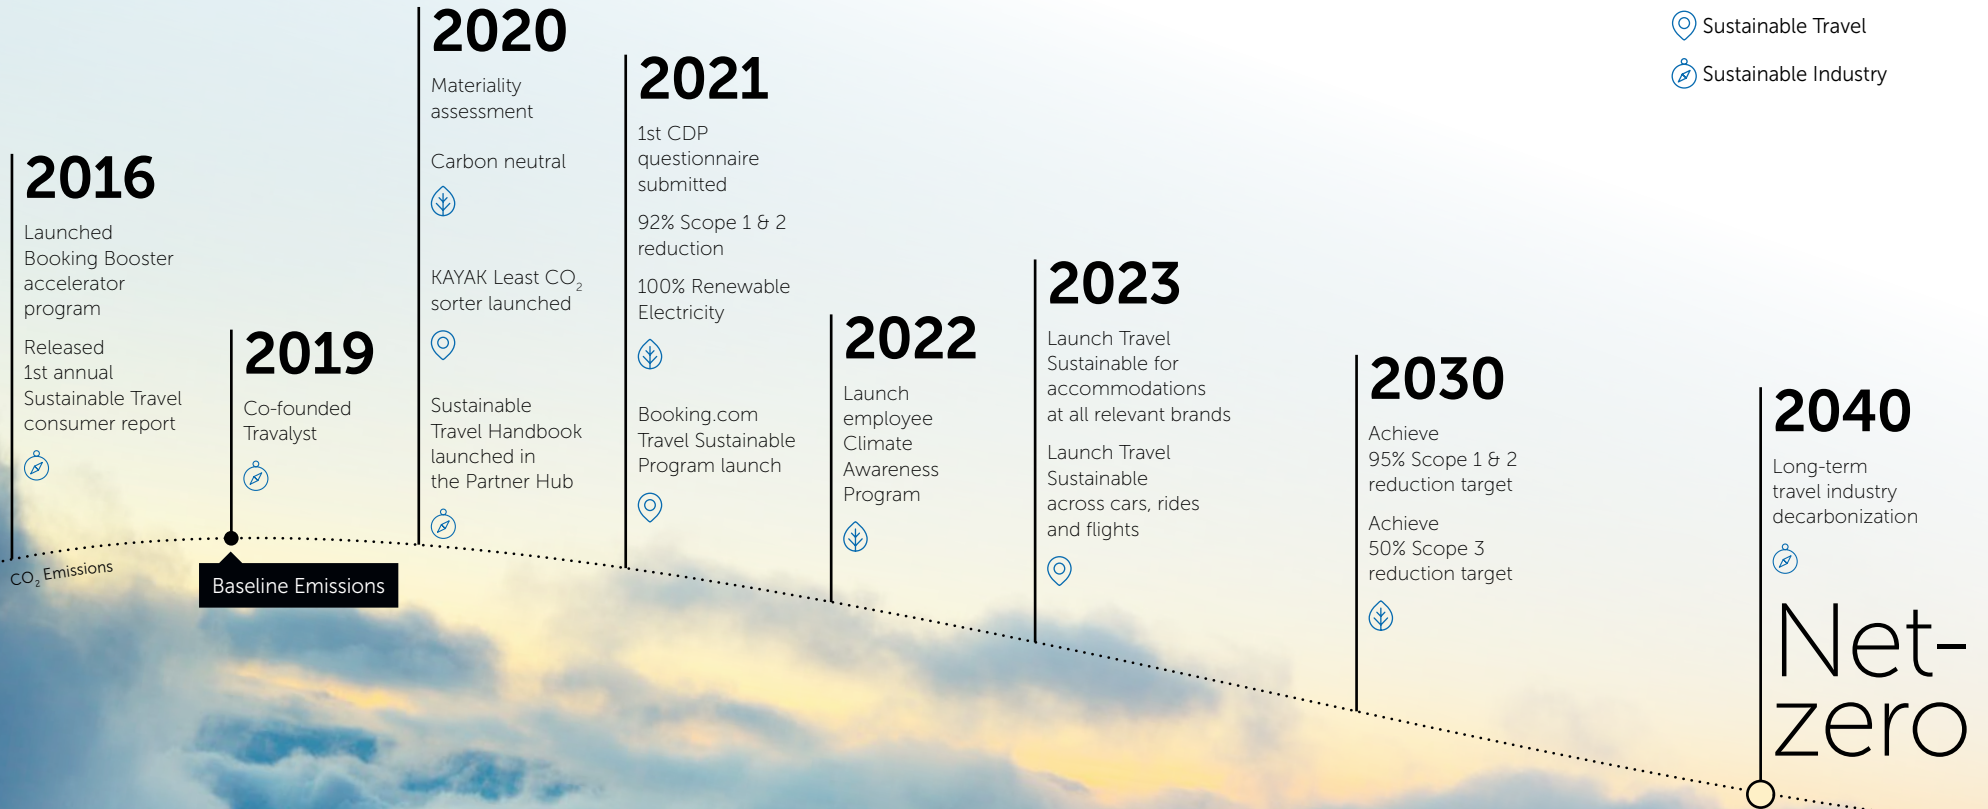 Sustainable Travel
Sustainable Industry
2016
Launched
Booking Booster
accelerator
program
Released
1st annual
Sustainable Travel
consumer report
2019
Co-founded
Travalyst
2020
Materiality
assessment
Carbon neutral
KAYAK Least CO₂
sorter launched
Sustainable
Travel Handbook
launched in
the Partner Hub
2021
1st CDP
questionnaire
submitted
92% Scope 1 & 2
reduction
100% Renewable
Electricity
Booking.com
Travel Sustainable
Program launch
2022
Launch
employee
Climate
Awareness
Program
2023
Launch Travel
Sustainable for
accommodations
at all relevant brands
Launch Travel
Sustainable
across cars, rides
and flights
2030
Achieve
95% Scope 1 & 2
reduction target
Achieve
50% Scope 3
reduction target
2040
Long-term
travel industry
decarbonization
Net-
zero
CO₂ Emissions
Baseline Emissions